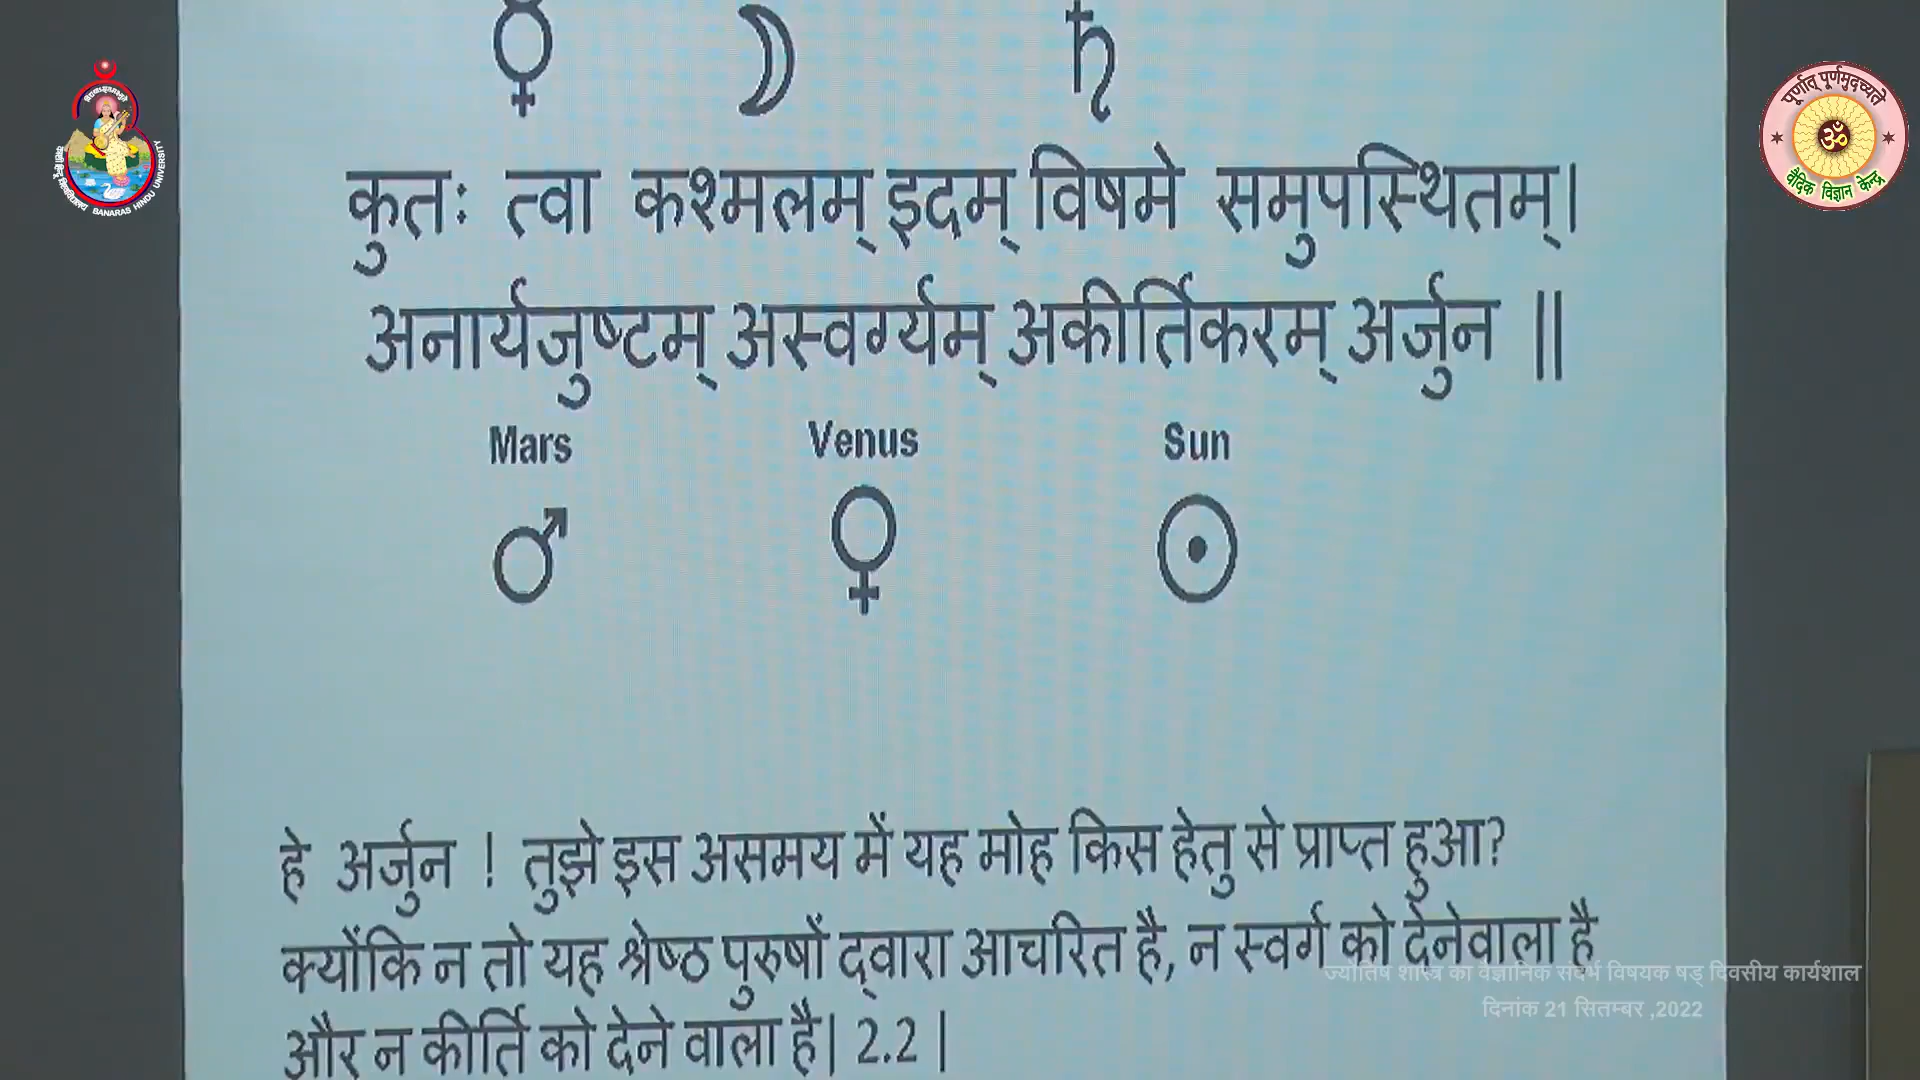 कुतः त्वा कश्मलम् इदम् विषमे समुपस्थितम्।
अनार्यजुष्टम् अस्वर्ग्यम् अकीर्तिकरम् अर्जुन ||
Mars Venus Sun
हे अर्जुन ! तुझे इस असमय में यह मोह किस हेतु से प्राप्त हुआ?
क्योंकि न तो यह श्रेष्ठ पुरुषों द्वारा आचरित है, न स्वर्ग को देनेवाला है
और न कीर्ति को देने वाला है| 2.2 |
ज्योतिष शास्त्र का वैज्ञानिक संदर्भ विषयक षड् दिवसीय कार्यशाल
दिनांक 21 सितम्बर ,2022
BANARAS HINDU UNIVERSITY
पूर्णात् पूर्णमुदच्यते
वैदिक विज्ञान केन्द्र